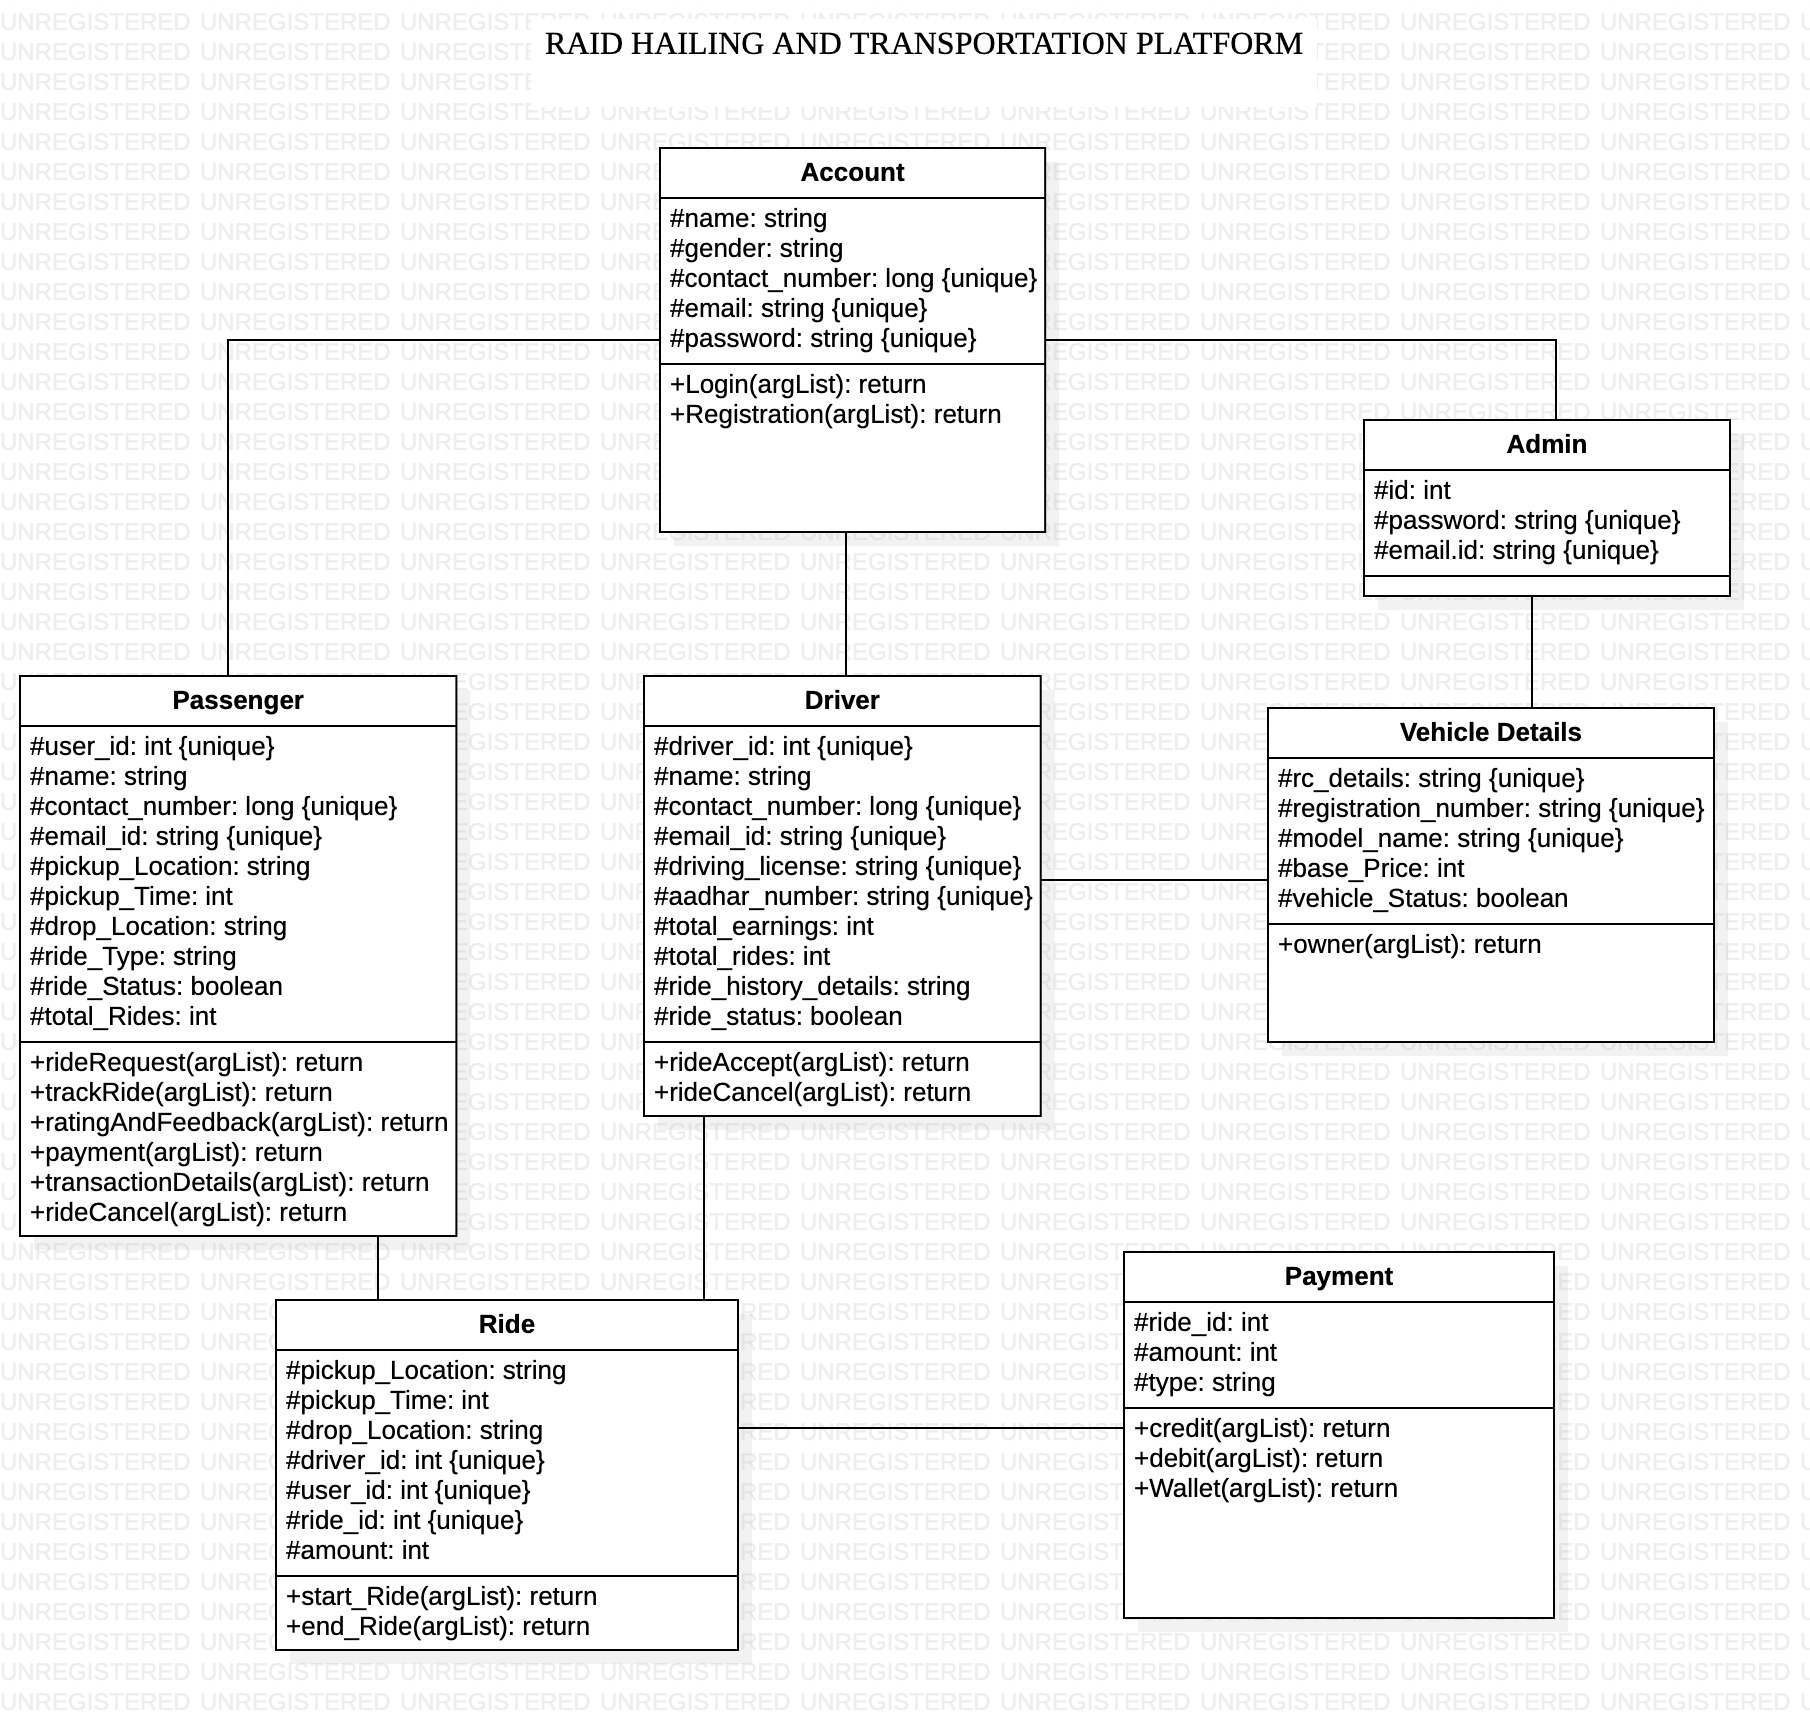 RAID HAILING AND TRANSPORTATION PLATFORM
Account
#name: string
#gender: string
#contact_number: long {unique}
#email: string {unique}
#password: string {unique}
+Login(argList): return
+Registration(argList): return
Admin
#id: int
#password: string {unique}
#email.id: string {unique}
Passenger
#user_id: int {unique}
#name: string
#contact_number: long {unique}
#email_id: string {unique}
#pickup_Location: string
#pickup_Time: int
#drop_Location: string
#ride_Type: string
#ride_Status: boolean
#total_Rides: int
+rideRequest(argList): return
+trackRide(argList): return
+ratingAndFeedback(argList): return
+payment(argList): return
+transactionDetails(argList): return
+rideCancel(argList): return
Driver
#driver_id: int {unique}
#name: string
#contact_number: long {unique}
#email_id: string {unique}
#driving_license: string {unique}
#aadhar_number: string {unique}
#total_earnings: int
#total_rides: int
#ride_history_details: string
#ride_status: boolean
+rideAccept(argList): return
+rideCancel(argList): return
Vehicle Details
#rc_details: string {unique}
#registration_number: string {unique}
#model_name: string {unique}
#base_Price: int
#vehicle_Status: boolean
+owner(argList): return
Ride
#pickup_Location: string
#pickup_Time: int
#drop_Location: string
#driver_id: int {unique}
#user_id: int {unique}
#ride_id: int {unique}
#amount: int
+start_Ride(argList): return
+end_Ride(argList): return
Payment
#ride_id: int
#amount: int
#type: string
+credit(argList): return
+debit(argList): return
+Wallet(argList): return
UNREGISTERED